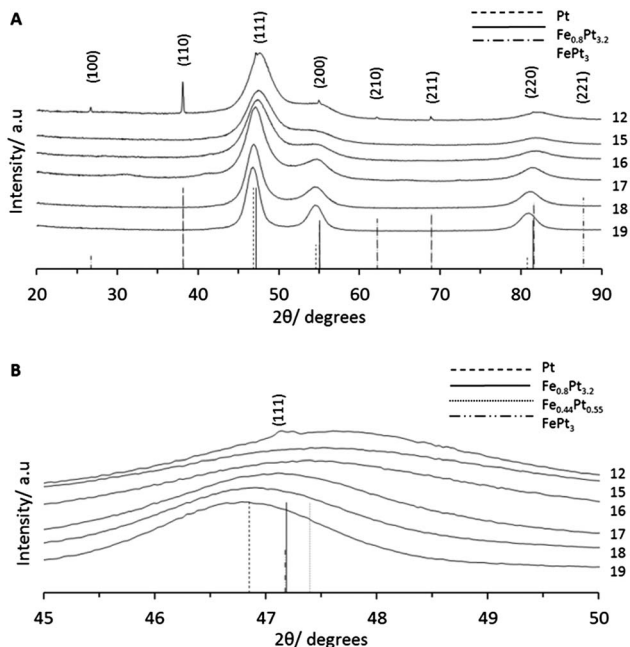 A
Pt
Fe0.8Pt3.2
FePt3
(100)
(110)
(111)
(200)
(210)
(211)
(220)
(221)
12
15
16
17
18
19
Intensity/ a.u
20 30 40 50 60 70 80 90
2θ/ degrees
B
Pt
Fe0.8Pt3.2
Fe0.44Pt0.55
FePt3
(111)
12
15
16
17
18
19
Intensity/ a.u
45 46 47 48 49 50
2θ/ degrees